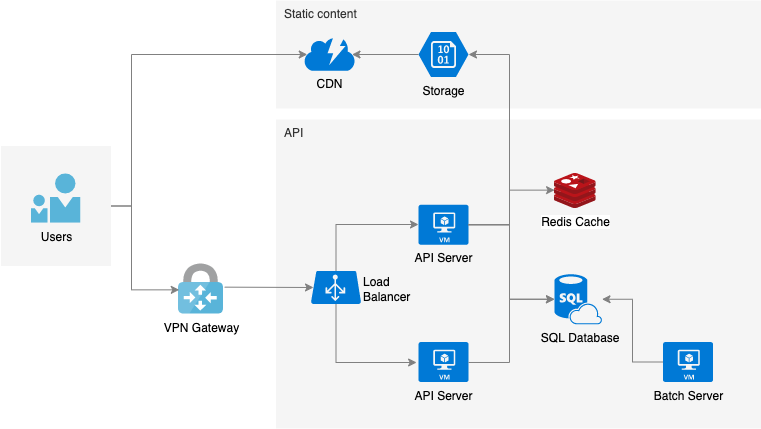 Static content
10
01
CDN
Storage
API
Users
VM
Redis Cache
API Server
Load
Balancer
SQL
VPN Gateway
SQL Database
VM
VM
API Server
Batch Server